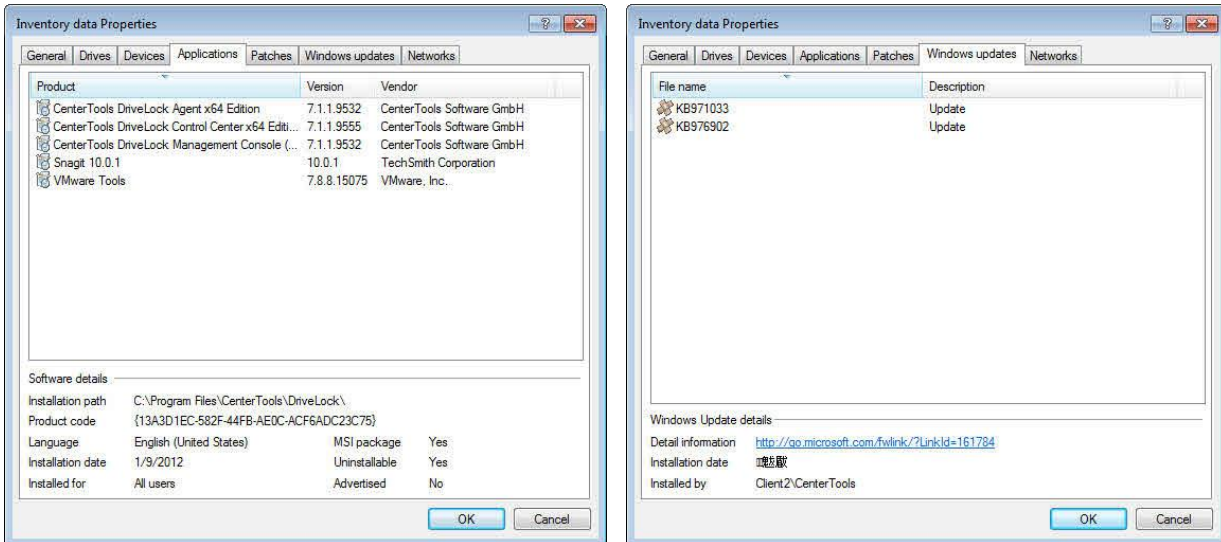 Inventory data Properties
General Drives Devices Applications Patches Windows updates Networks
Product Version Vendor
CenterTools DriveLock Agent x64 Edition 7.1.1.9532 CenterTools Software GmbH
CenterTools DriveLock Control Center x64 Editi... 7.1.1.9555 CenterTools Software GmbH
CenterTools DriveLock Management Console (... 7.1.1.9532 CenterTools Software GmbH
Snagit 10.0.1 10.0.1 TechSmith Corporation
VMware Tools 7.8.8.15075 VMware, Inc.
Software details
Installation path C:\Program Files\CenterTools\DriveLock\
Product code {13A3D1EC-582F-44FB-AE0C-ACF6ADC23C75}
Language English (United States) MSI package Yes
Installation date 1/9/2012 Uninstallable Yes
Installed for All users Advertised No
OK Cancel
Inventory data Properties
General Drives Devices Applications Patches Windows updates Networks
File name Description
KB971033 Update
KB976902 Update
Windows Update details
Detail information http://go.microsoft.com/fwlink/?LinkId=161784
Installation date
Installed by Client2\CenterTools
OK Cancel